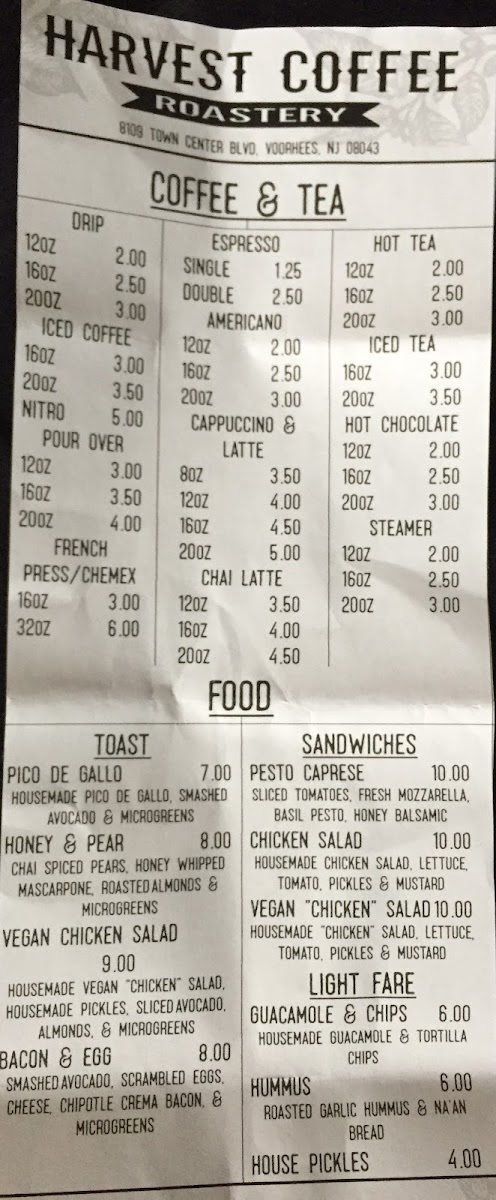 HARVEST COFFEE
ROASTERY
8109 TOWN CENTER BLVD, VOORHEES, NJ 08043
COFFEE & TEA
DRIP
12OZ 2.00
16OZ 2.50
20OZ 3.00
ICED COFFEE
16OZ 3.00
20OZ 3.50
NITRO 5.00
POUR OVER
12OZ 3.00
16OZ 3.50
20OZ 4.00
FRENCH
PRESS/CHEMEX
16OZ 3.00
32OZ 6.00
ESPRESSO
SINGLE 1.25
DOUBLE 2.50
AMERICANO
12OZ 2.00
16OZ 2.50
20OZ 3.00
CAPPUCCINO &
LATTE
8OZ 3.50
12OZ 4.00
16OZ 4.50
20OZ 5.00
CHAI LATTE
12OZ 3.50
16OZ 4.00
20OZ 4.50
HOT TEA
12OZ 2.00
16OZ 2.50
20OZ 3.00
ICED TEA
16OZ 3.00
20OZ 3.50
HOT CHOCOLATE
12OZ 2.00
16OZ 2.50
20OZ 3.00
STEAMER
12OZ 2.00
16OZ 2.50
20OZ 3.00
FOOD
TOAST
PICO DE GALLO 7.00
HOUSEMADE PICO DE GALLO, SMASHED
AVOCADO & MICROGREENS
HONEY & PEAR 8.00
CHAI SPICED PEARS, HONEY WHIPPED
MASCARPONE, ROASTED ALMONDS &
MICROGREENS
VEGAN CHICKEN SALAD
9.00
HOUSEMADE VEGAN "CHICKEN" SALAD,
HOUSEMADE PICKLES, SLICED AVOCADO,
ALMONDS, & MICROGREENS
BACON & EGG 8.00
SMASHED AVOCADO, SCRAMBLED EGGS,
CHEESE, CHIPOTLE CREMA BACON, &
MICROGREENS
SANDWICHES
PESTO CAPRESE 10.00
SLICED TOMATOES, FRESH MOZZARELLA,
BASIL PESTO, HONEY BALSAMIC
CHICKEN SALAD 10.00
HOUSEMADE CHICKEN SALAD, LETTUCE,
TOMATO, PICKLES & MUSTARD
VEGAN "CHICKEN" SALAD 10.00
HOUSEMADE "CHICKEN" SALAD, LETTUCE,
TOMATO, PICKLES & MUSTARD
LIGHT FARE
GUACAMOLE & CHIPS 6.00
HOUSEMADE GUACAMOLE & TORTILLA
CHIPS
HUMMUS 6.00
ROASTED GARLIC HUMMUS & NA'AN
BREAD
HOUSE PICKLES 4.00